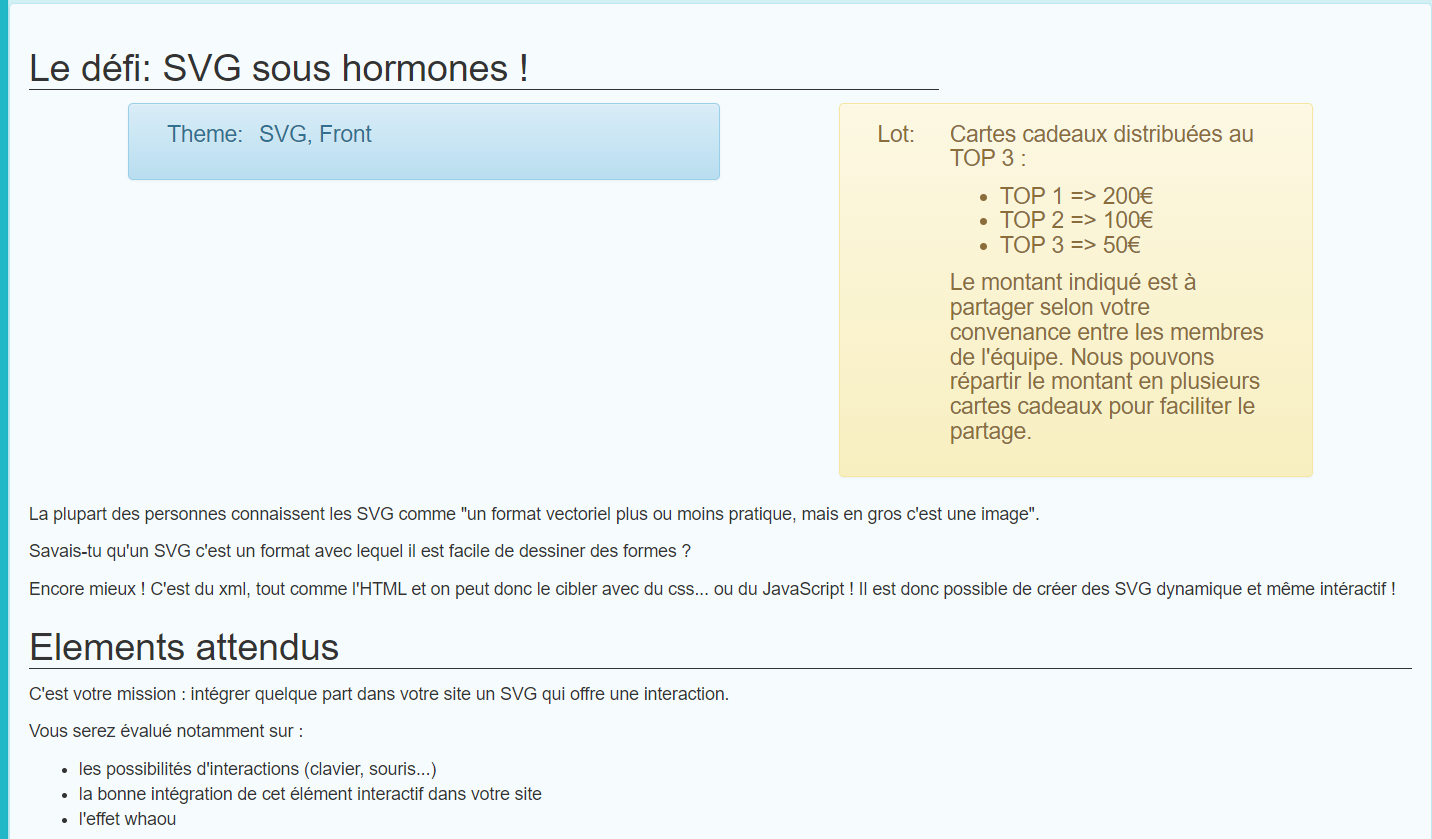 Le défi: SVG sous hormones !
Theme: SVG, Front
Lot: Cartes cadeaux distribuées au
TOP 3 :
• TOP 1 => 200€
• TOP 2 => 100€
• TOP 3 => 50€
Le montant indiqué est à
partager selon votre
convenance entre les membres
de l'équipe. Nous pouvons
répartir le montant en plusieurs
cartes cadeaux pour faciliter le
partage.
La plupart des personnes connaissent les SVG comme "un format vectoriel plus ou moins pratique, mais en gros c'est une image".
Savais-tu qu'un SVG c'est un format avec lequel il est facile de dessiner des formes ?
Encore mieux ! C'est du xml, tout comme l'HTML et on peut donc le cibler avec du css... ou du JavaScript ! Il est donc possible de créer des SVG dynamique et même intéractif !
Elements attendus
C'est votre mission : intégrer quelque part dans votre site un SVG qui offre une interaction.
Vous serez évalué notamment sur :
• les possibilités d'interactions (clavier, souris...)
• la bonne intégration de cet élément interactif dans votre site
• l'effet whaou